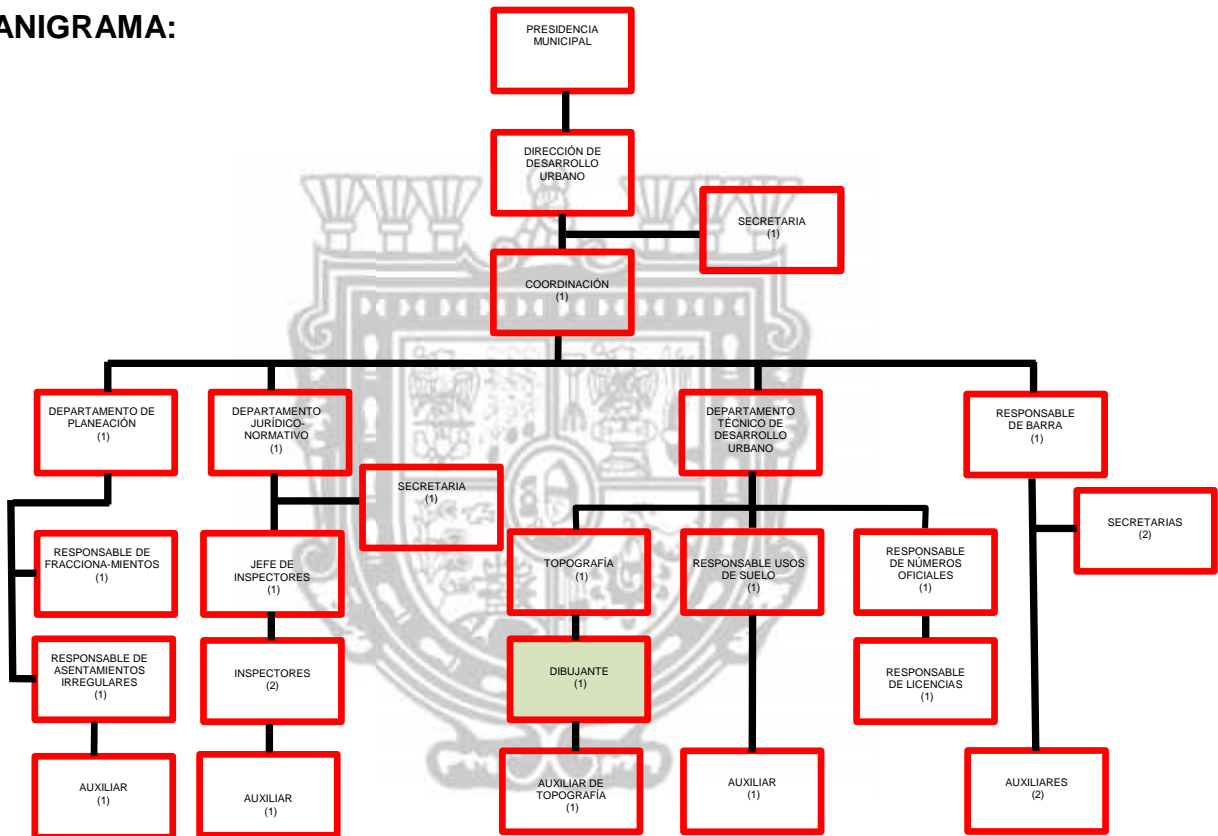 ANIGRAMA:
PRESIDENCIA
MUNICIPAL
DIRECCIÓN DE
DESARROLLO
URBANO
SECRETARIA
(1)
COORDINACIÓN
(1)
DEPARTAMENTO DE
PLANEACIÓN
(1)
DEPARTAMENTO
JURÍDICO-
NORMATIVO
(1)
DEPARTAMENTO
TÉCNICO DE
DESARROLLO
URBANO
RESPONSABLE
DE BARRA
(1)
SECRETARIA
(1)
SECRETARIAS
(2)
RESPONSABLE DE
FRACCIONA-MIENTOS
(1)
JEFE DE
INSPECTORES
(1)
TOPOGRAFÍA
(1)
RESPONSABLE USOS
DE SUELO
(1)
RESPONSABLE
DE NÚMEROS
OFICIALES
(1)
RESPONSABLE DE
ASENTAMIENTOS
IRREGULARES
(1)
INSPECTORES
(2)
DIBUJANTE
(1)
RESPONSABLE
DE LICENCIAS
(1)
AUXILIAR
(1)
AUXILIAR
(1)
AUXILIAR DE
TOPOGRAFÍA
(1)
AUXILIAR
(1)
AUXILIARES
(2)